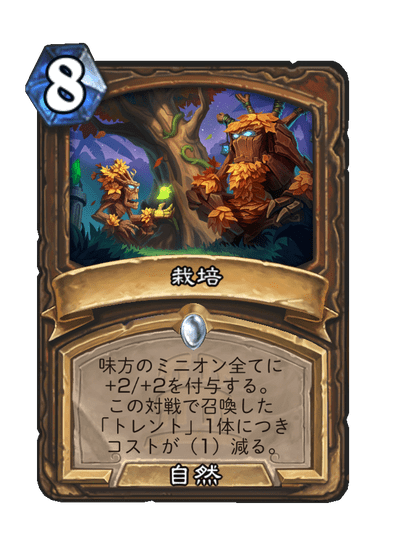 8
栽培
味方のミニオン全てに
+2/+2を付与する。
この対戦で召喚した
「トレント」1体につき
コストが（1）減る。
自然